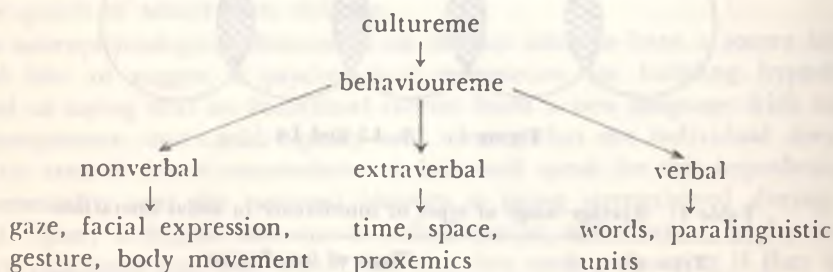 cultureme
behavioureme
nonverbal extraverbal verbal
gaze, facial expression, time, space, words, paralinguistic
gesture, body movement proxemics units